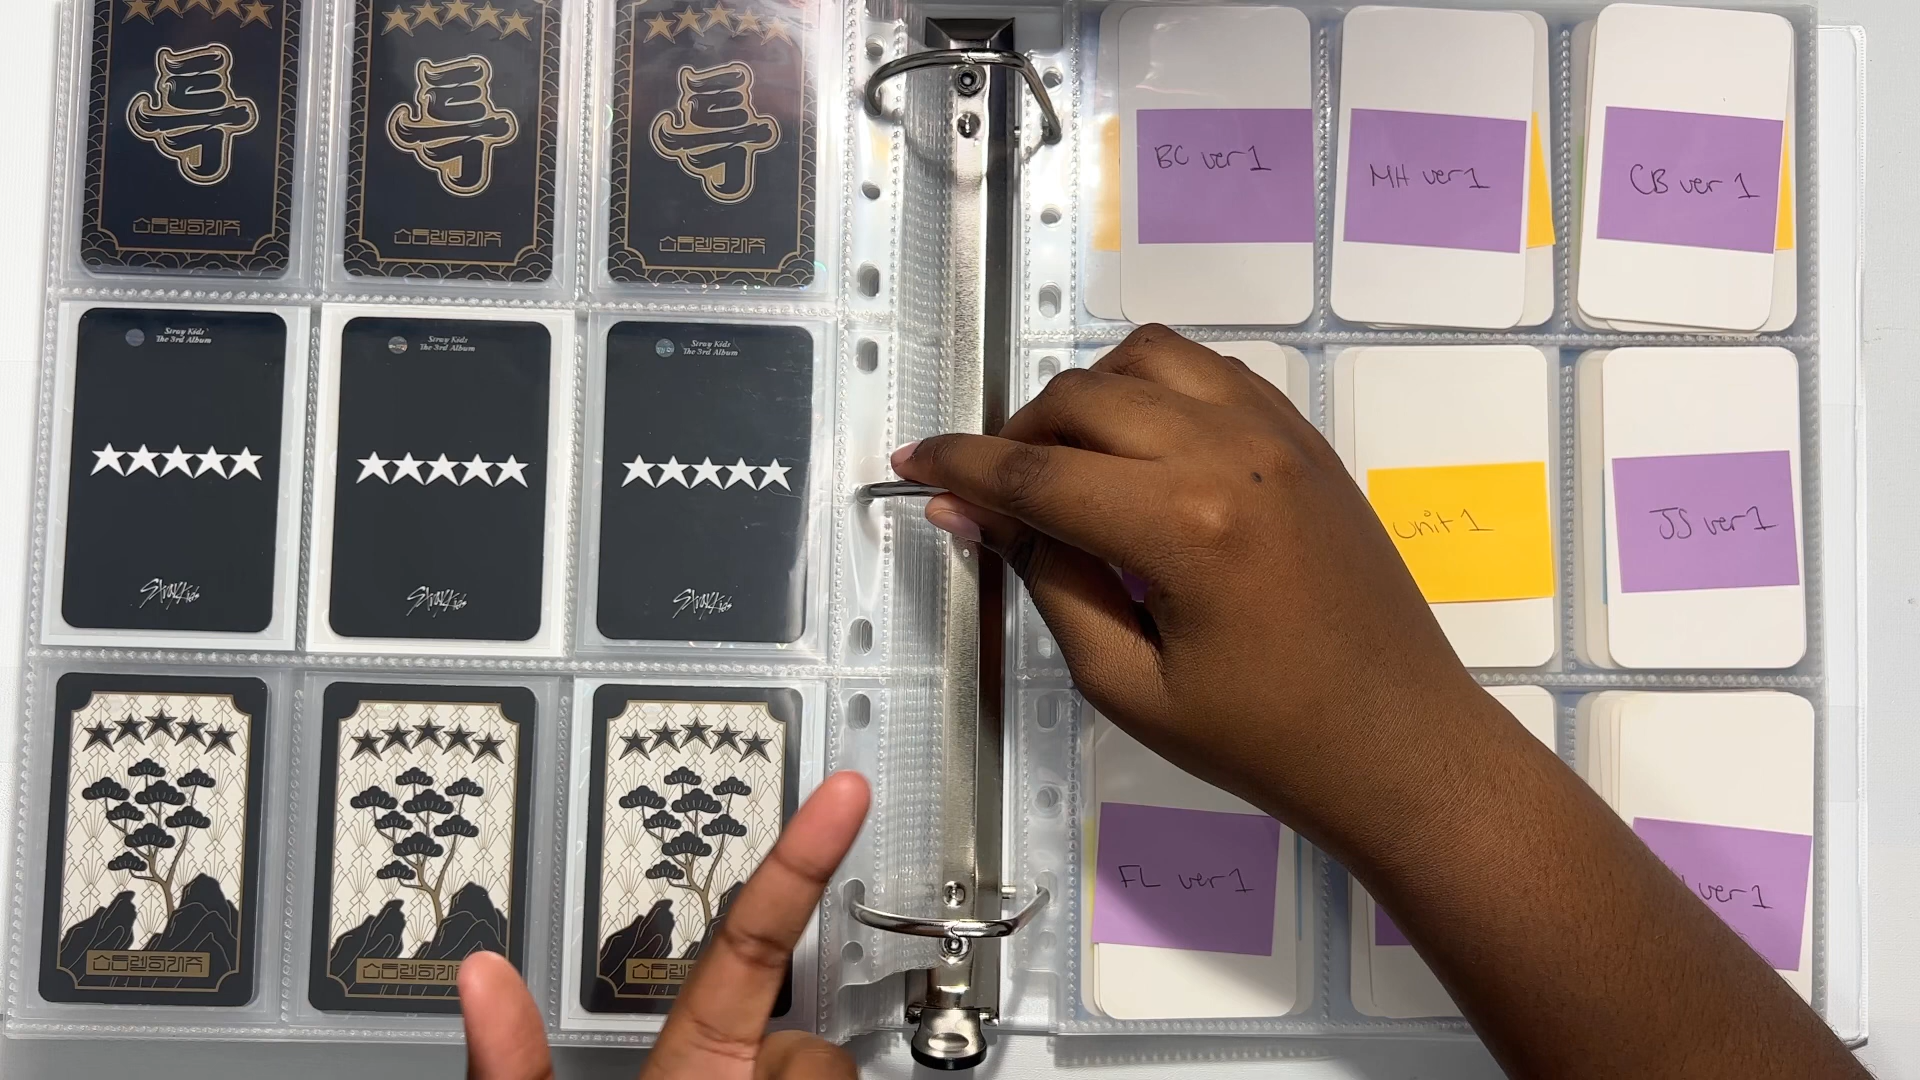 특
특
특
스트레이키즈
스트레이키즈
스트레이키즈
Stray Kids
The 3rd Album
Stray Kids
The 3rd Album
Stray Kids
The 3rd Album
Stray Kids
Stray Kids
Stray Kids
스트레이키즈
스트레이키즈
BC ver 1
MH ver 1
CB ver 1
unit 1
JS ver 1
FL ver 1
ver 1